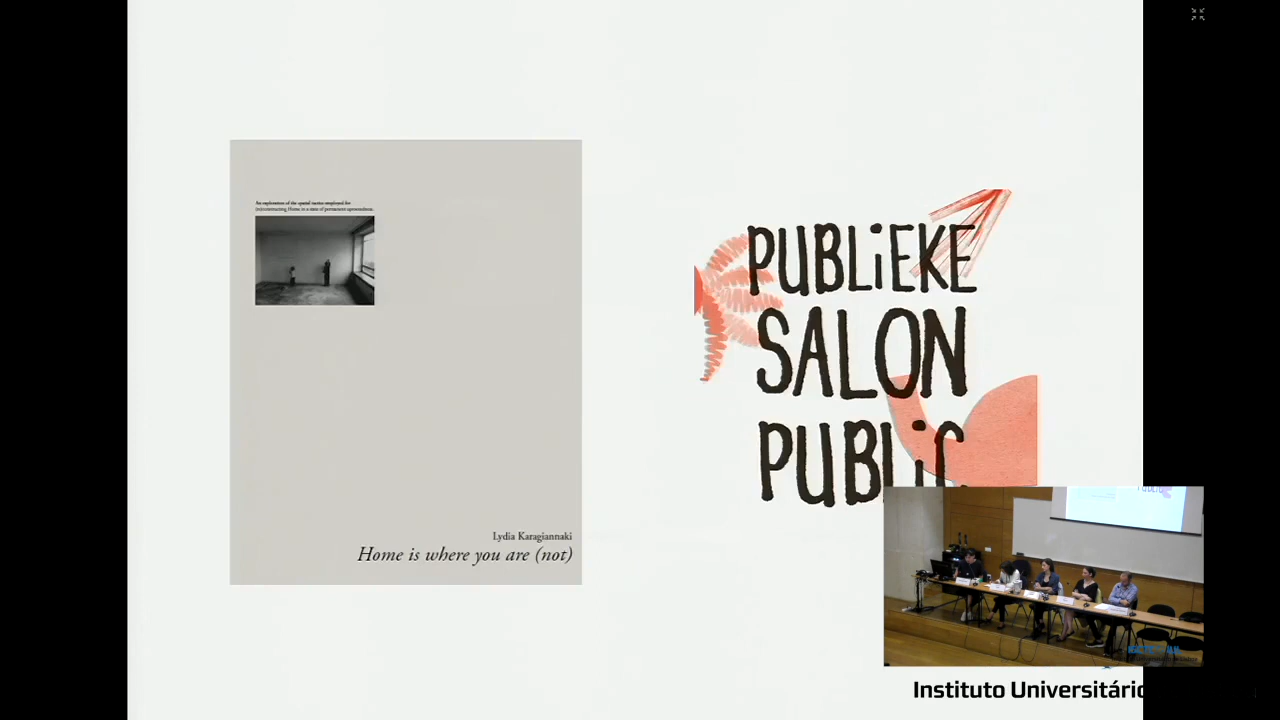 An exploration of the spatial tactics employed for
(re)constructing Home in a state of permanent uprootedness.
Lydia Karagiannaki
Home is where you are (not)
PUBLiEKE
SALON
PUBLiC
Instituto Universitário